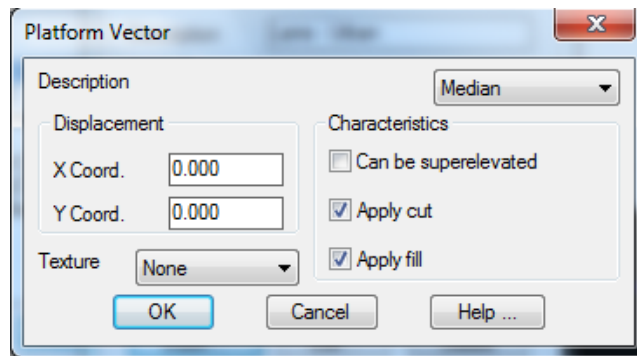 Platform Vector
Description
Median
Displacement
X Coord. 0.000
Y Coord. 0.000
Characteristics
Can be superelevated
Apply cut
Apply fill
Texture
None
OK Cancel Help ...